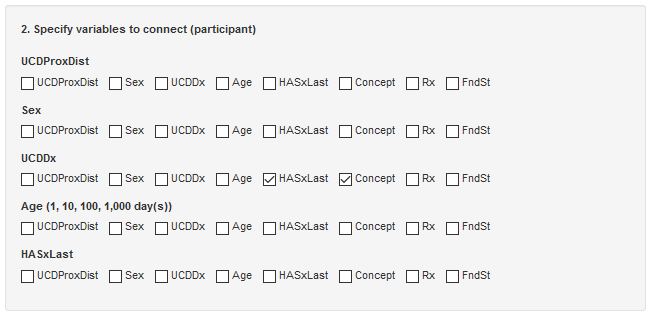 2. Specify variables to connect (participant)
UCDProxDist
UCDProxDist Sex UCDDx Age HASxLast Concept Rx FndSt
Sex
UCDProxDist Sex UCDDx Age HASxLast Concept Rx FndSt
UCDDx
UCDProxDist Sex UCDDx Age HASxLast Concept Rx FndSt
Age (1, 10, 100, 1,000 day(s))
UCDProxDist Sex UCDDx Age HASxLast Concept Rx FndSt
HASxLast
UCDProxDist Sex UCDDx Age HASxLast Concept Rx FndSt